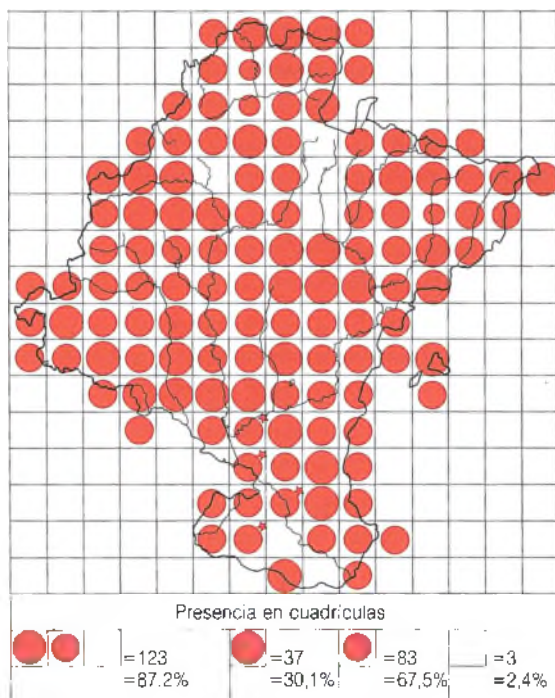 Presencia en cuadrículas
=123 =37 =83 =3
=87.2% =30,1% =67,5% =2,4%